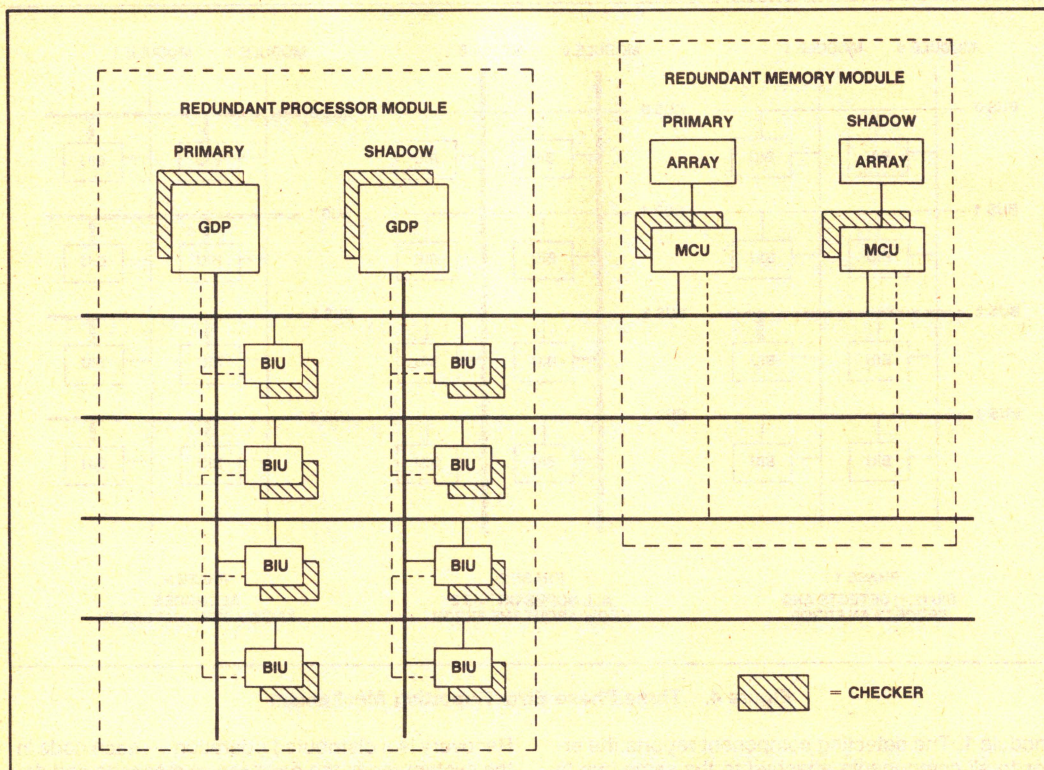 REDUNDANT PROCESSOR MODULE
PRIMARY SHADOW
GDP GDP
REDUNDANT MEMORY MODULE
PRIMARY SHADOW
ARRAY ARRAY
MCU MCU
BIU BIU
BIU BIU
BIU BIU
BIU BIU
= CHECKER